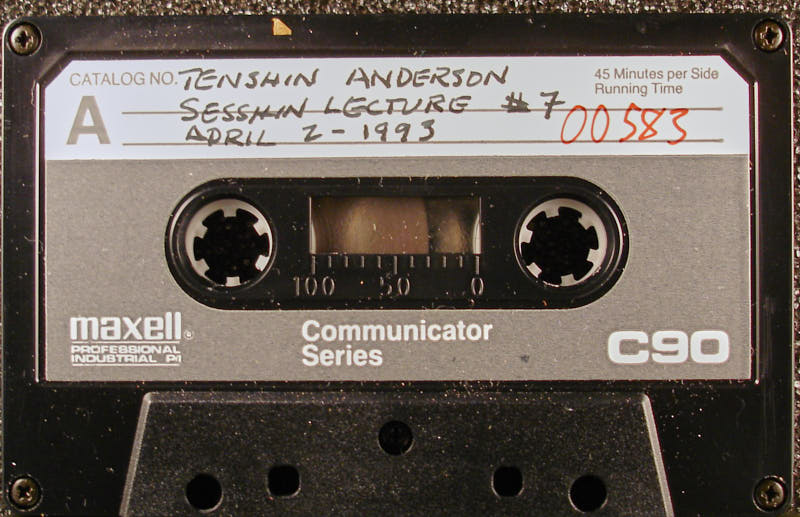 CATALOG NO. TENSHIN ANDERSON
45 Minutes per Side
Running Time
A
SESSHIN LECTURE #7
APRIL 2-1993
00583
100 50 0
maxell®
PROFESSIONAL
INDUSTRIAL P/I
Communicator
Series
C90